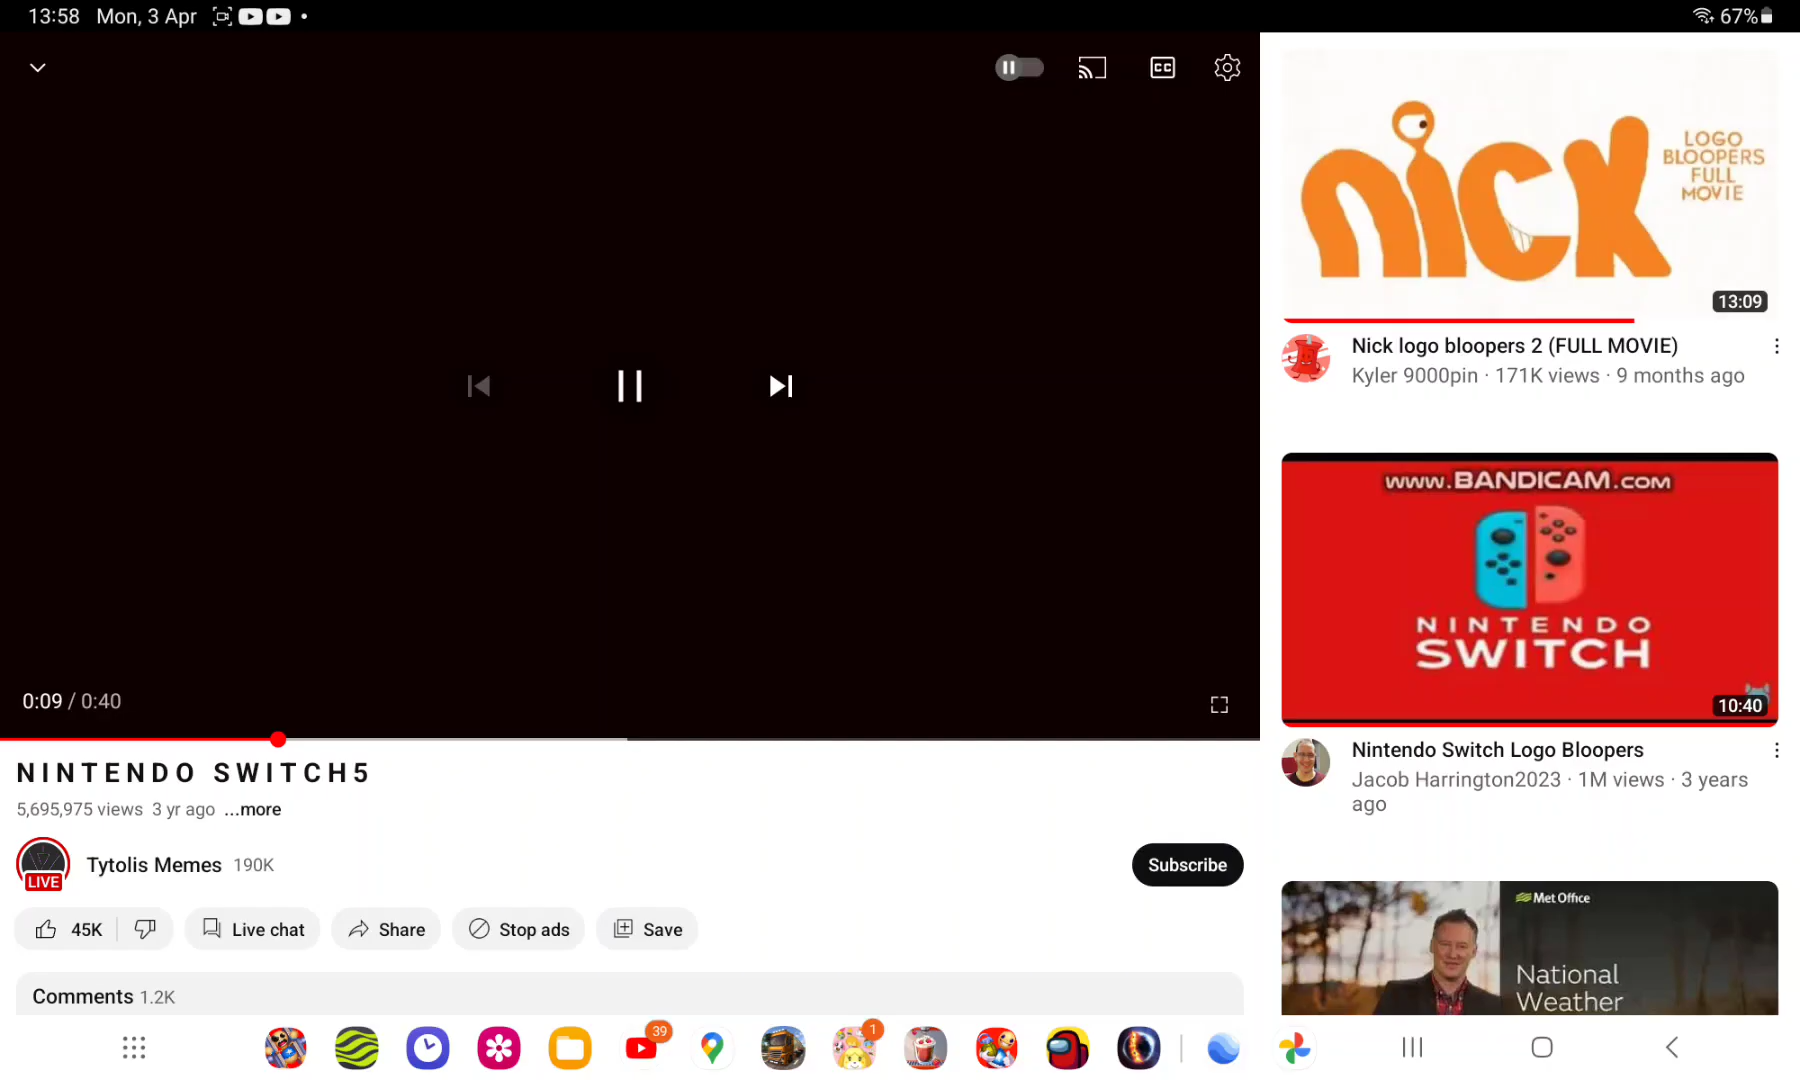 13:58 Mon, 3 Apr
67%
CC
0:09 / 0:40
NINTENDO SWITCH5
5,695,975 views 3 yr ago ...more
LIVE
Tytolis Memes 190K
Subscribe
45K
Live chat
Share
Stop ads
Save
Comments 1.2K
nick
LOGO
BLOOPERS
FULL
MOVIE
13:09
Nick logo bloopers 2 (FULL MOVIE)
Kyler 9000pin · 171K views · 9 months ago
www.BANDICAM.com
NINTENDO
SWITCH
10:40
Nintendo Switch Logo Bloopers
Jacob Harrington2023 · 1M views · 3 years
ago
Met Office
National
Weather
39
1